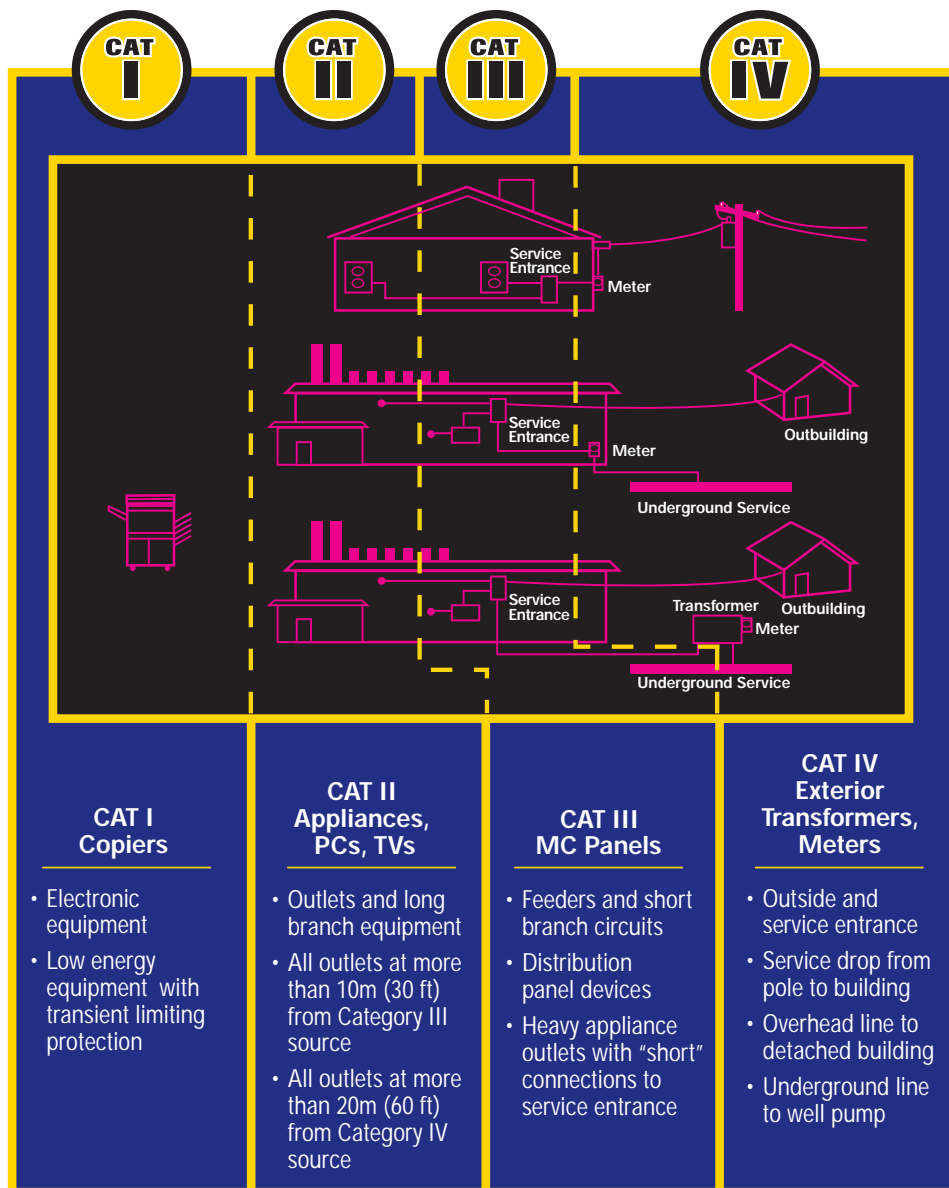 CAT
I
CAT
II
CAT
III
CAT
IV
Service
Entrance
Meter
Service
Entrance
Meter
Outbuilding
Underground Service
Service
Entrance
Transformer
Meter
Outbuilding
Underground Service
CAT I
Copiers
• Electronic
equipment
• Low energy
equipment with
transient limiting
protection
CAT II
Appliances,
PCs, TVs
• Outlets and long
branch equipment
• All outlets at more
than 10m (30 ft)
from Category III
source
• All outlets at more
than 20m (60 ft)
from Category IV
source
CAT III
MC Panels
• Feeders and short
branch circuits
• Distribution
panel devices
• Heavy appliance
outlets with “short”
connections to
service entrance
CAT IV
Exterior
Transformers,
Meters
• Outside and
service entrance
• Service drop from
pole to building
• Overhead line to
detached building
• Underground line
to well pump